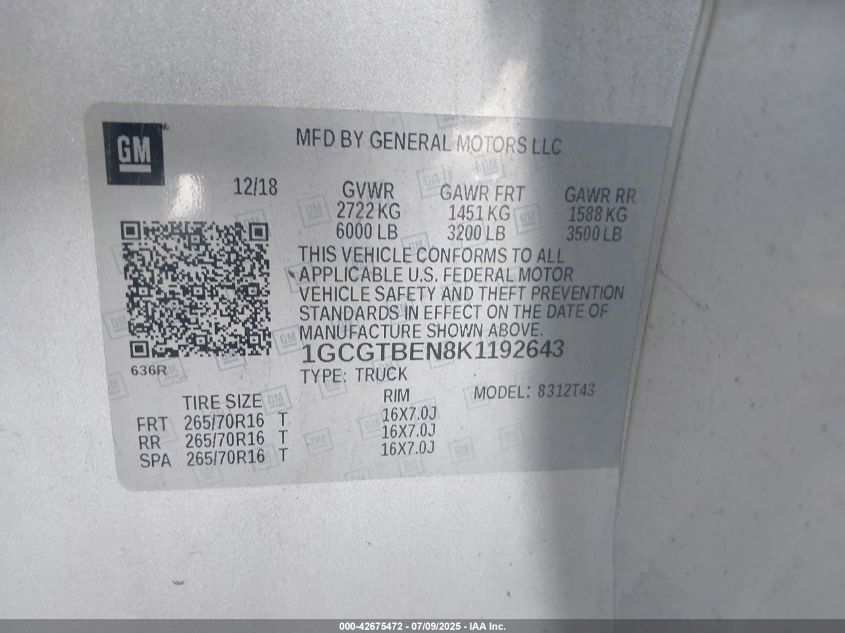 GM
MFD BY GENERAL MOTORS LLC
12/18 GVWR GAWR FRT GAWR RR
2722 KG 1451 KG 1588 KG
6000 LB 3200 LB 3500 LB
THIS VEHICLE CONFORMS TO ALL
APPLICABLE U.S. FEDERAL MOTOR
VEHICLE SAFETY AND THEFT PREVENTION
STANDARDS IN EFFECT ON THE DATE OF
MANUFACTURE SHOWN ABOVE.
1GCGTBEN8K1192643
636R
TYPE: TRUCK MODEL: 8312T43
TIRE SIZE RIM
FRT 265/70R16 T 16X7.0J
RR 265/70R16 T 16X7.0J
SPA 265/70R16 T 16X7.0J
000-42675472 - 07/09/2025 - IAA Inc.